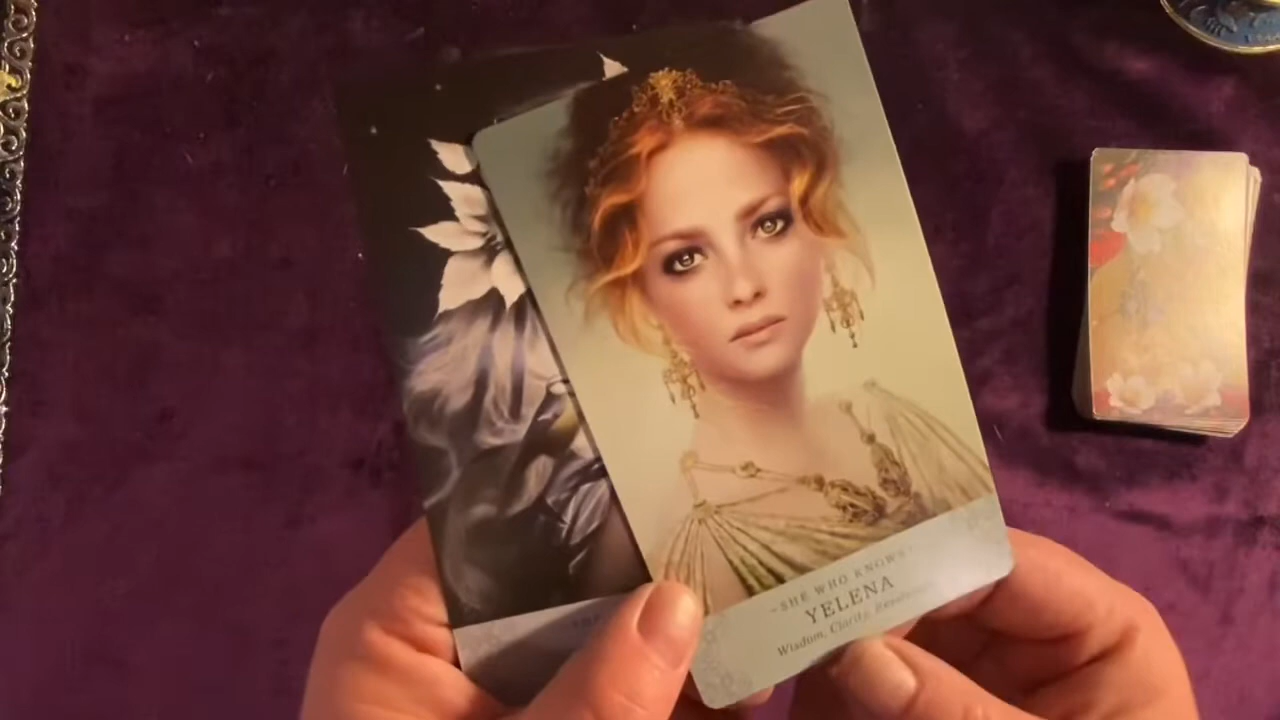 ~SHE WHO KNOWS~
YELENA
Wisdom, Clarity,